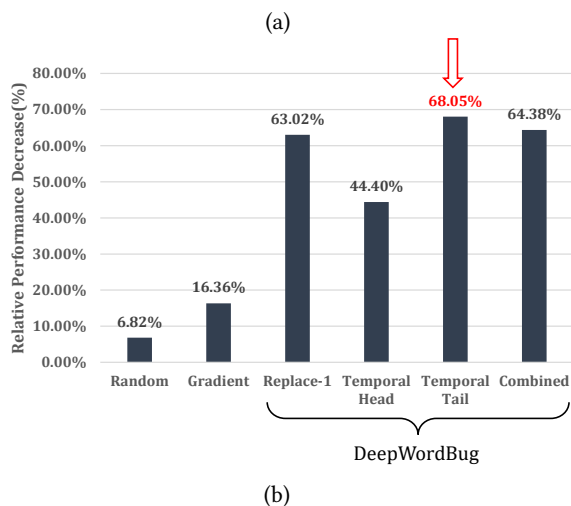 (a)
Relative Performance Decrease(%)
80.00%
70.00%
60.00%
50.00%
40.00%
30.00%
20.00%
10.00%
0.00%
6.82%
16.36%
63.02%
44.40%
68.05%
64.38%
Random
Gradient
Replace-1
Temporal
Head
Temporal
Tail
Combined
DeepWordBug
(b)